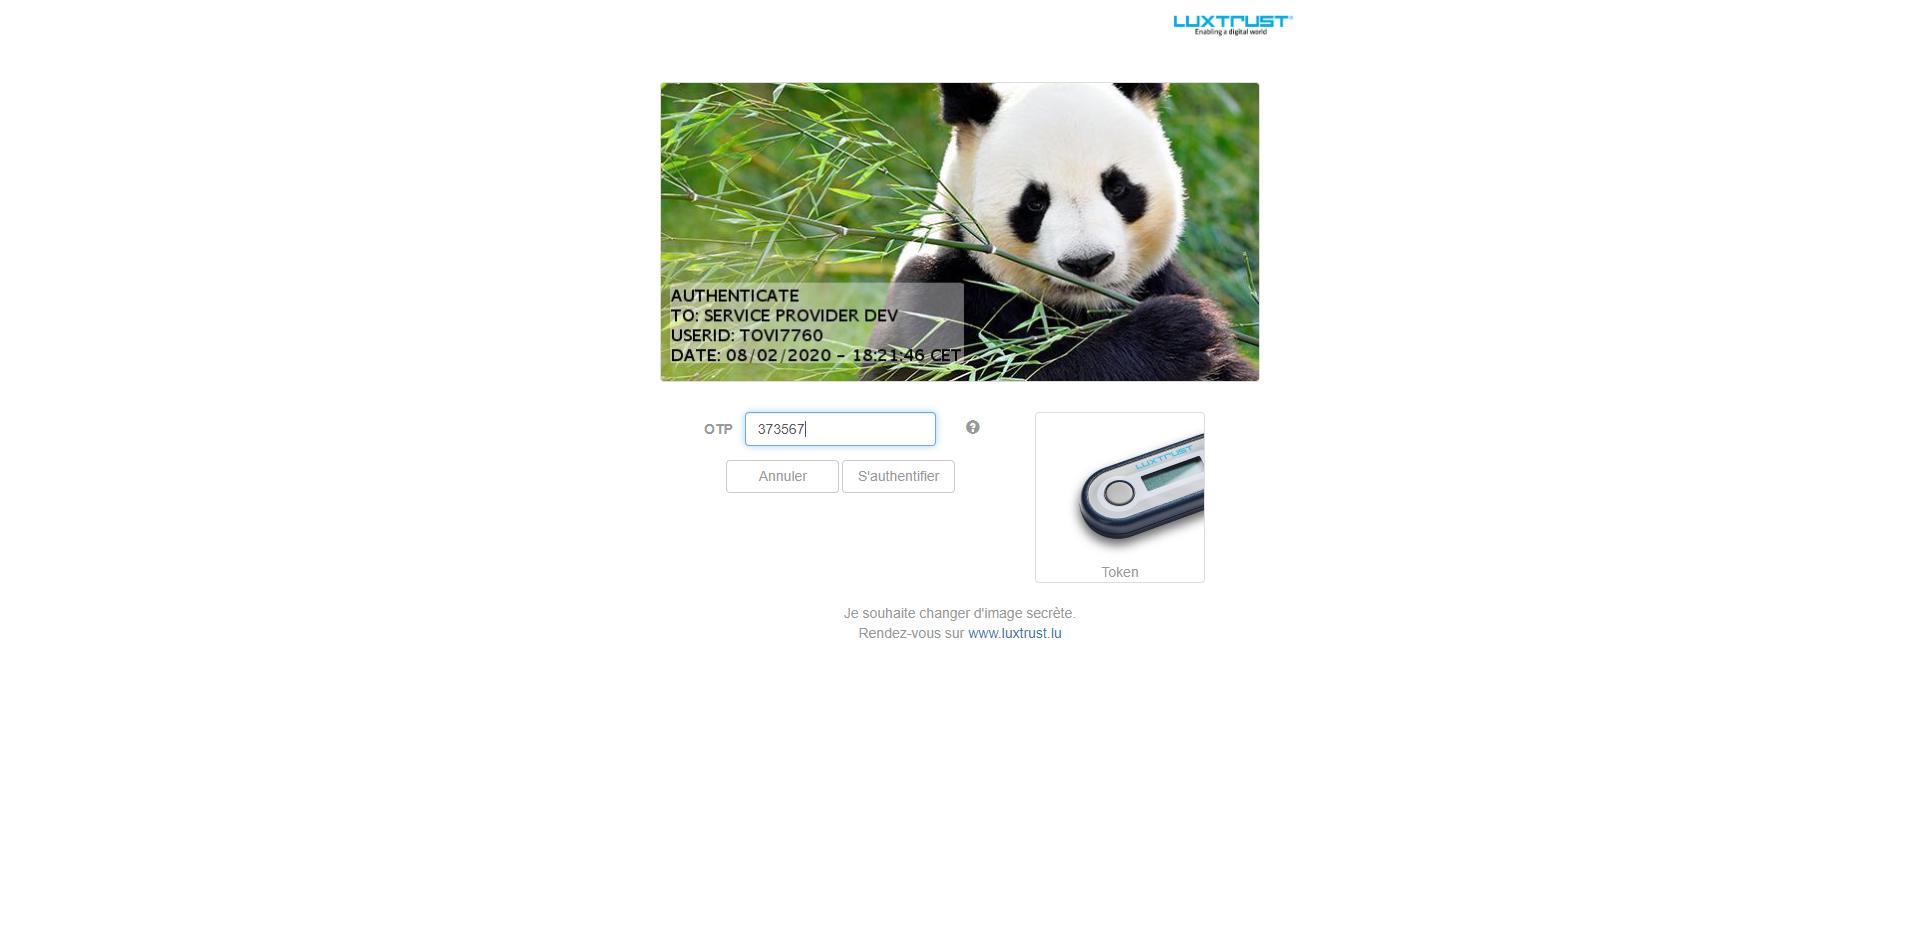 LUXTRUST
Enabling a digital world
AUTHENTICATE
TO: SERVICE PROVIDER DEV
USERID: TOVI7760
DATE: 08/02/2020 - 18:21:46 CET
OTP 373567
Annuler S'authentifier
LUXTRUST
Token
Je souhaite changer d'image secrète.
Rendez-vous sur www.luxtrust.lu